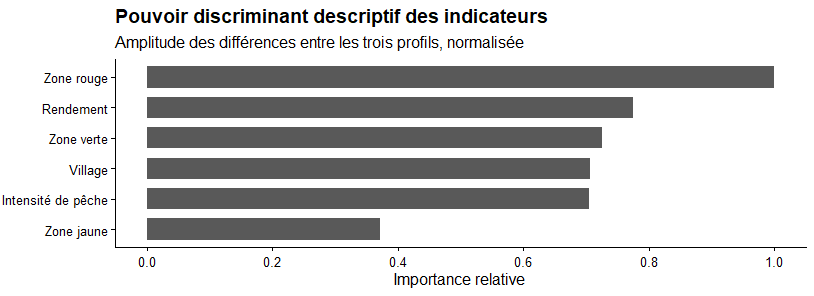 Pouvoir discriminant descriptif des indicateurs
Amplitude des différences entre les trois profils, normalisée
Zone rouge
Rendement
Zone verte
Village
Intensité de pêche
Zone jaune
0.0 0.2 0.4 0.6 0.8 1.0
Importance relative